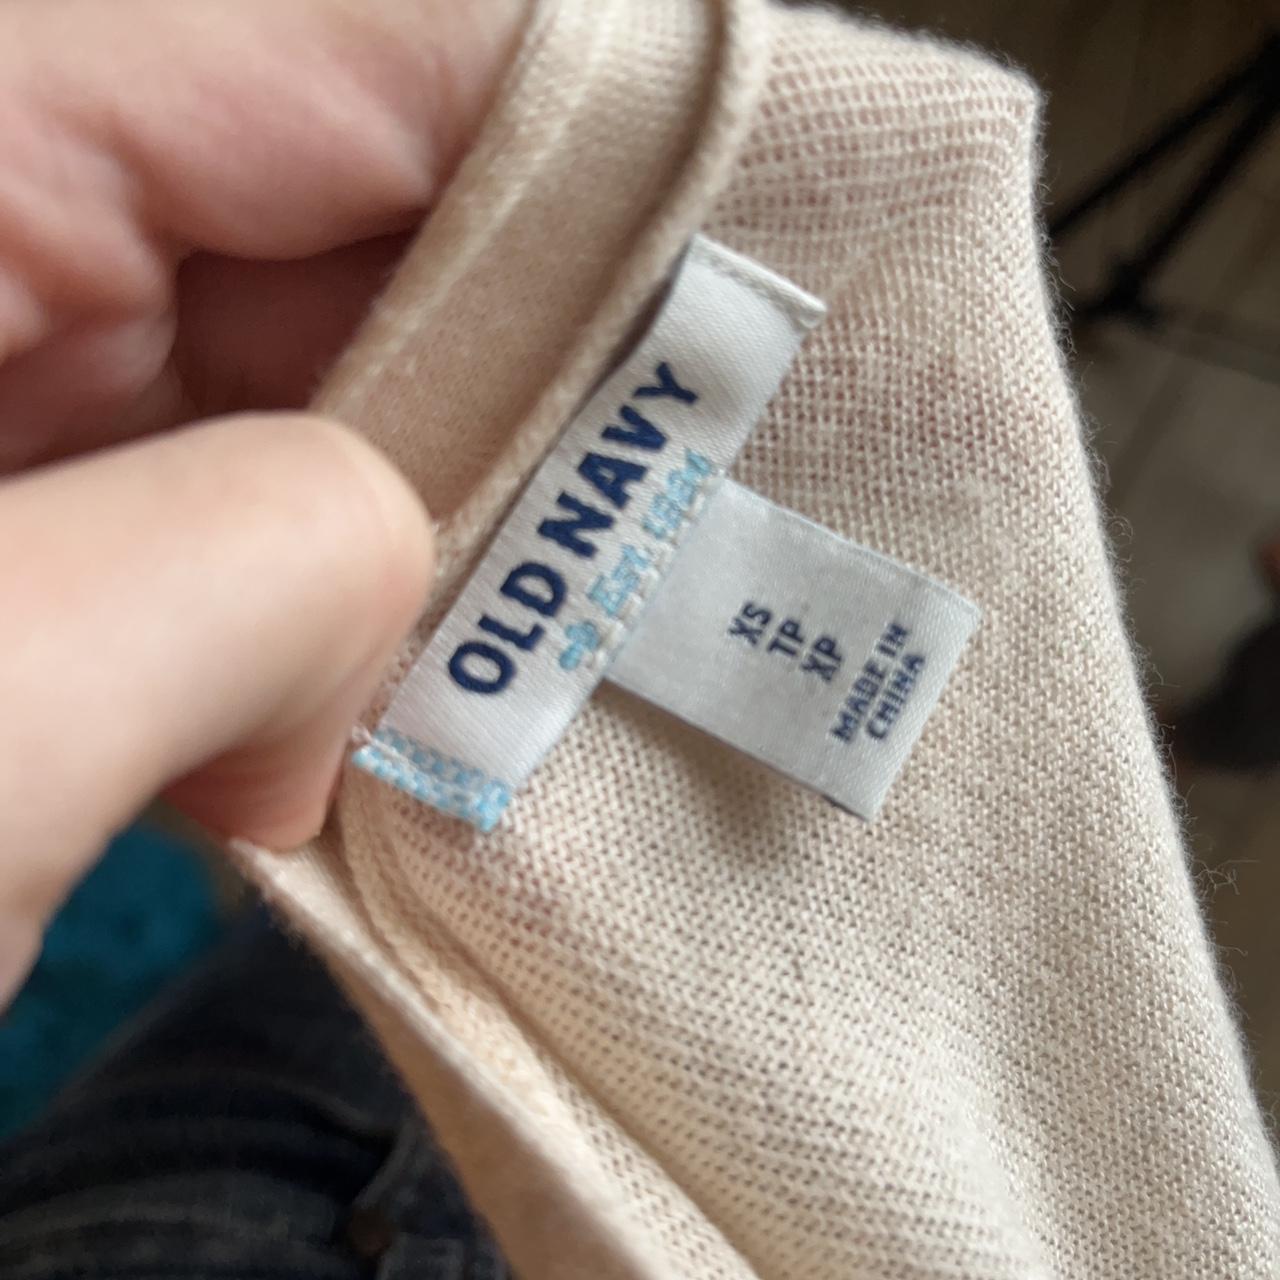 OLD NAVY
Est. 1994
XS
TP
XP
MADE IN
CHINA